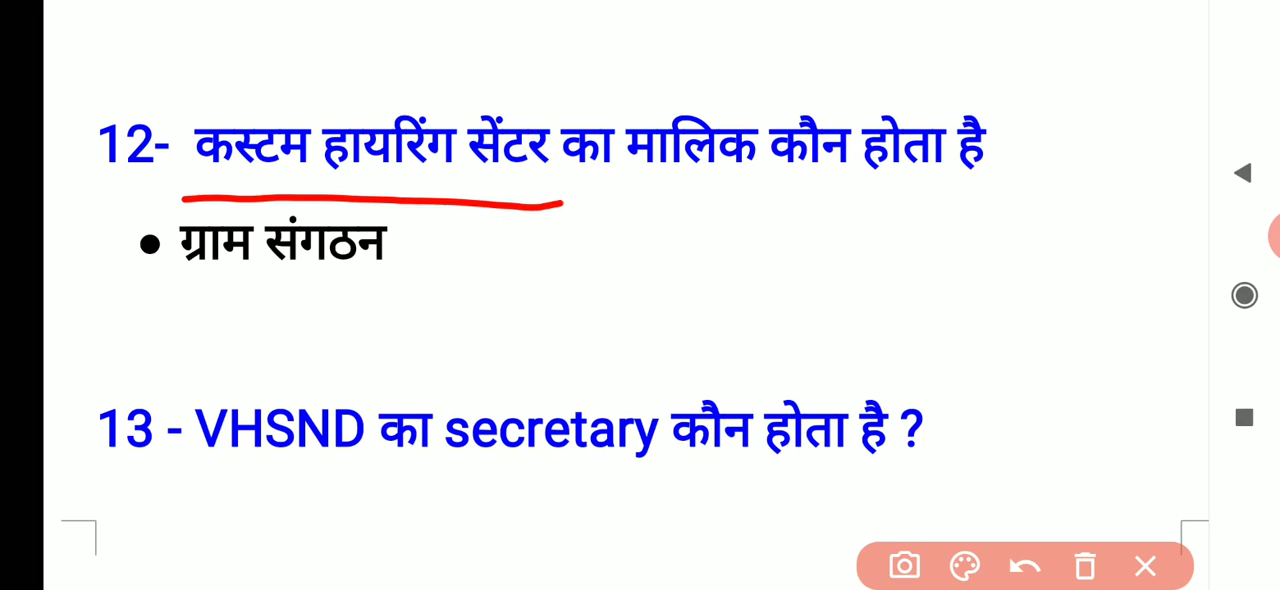 12- कस्टम हायरिंग सेंटर का मालिक कौन होता है
● ग्राम संगठन
13 - VHSND का secretary कौन होता है ?